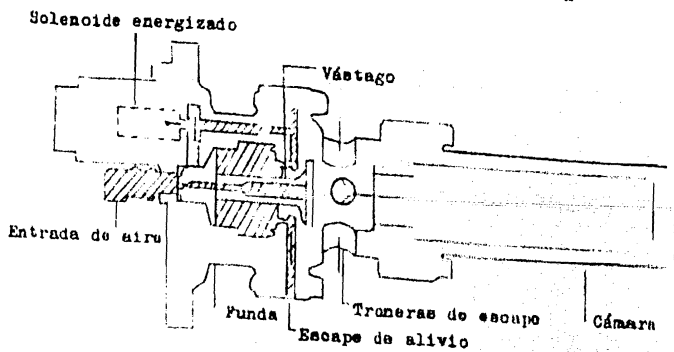 Solenoide energizado
Vástago
Entrada de aire
Funda
Troneras de escape
Cámara
Escape de alivio